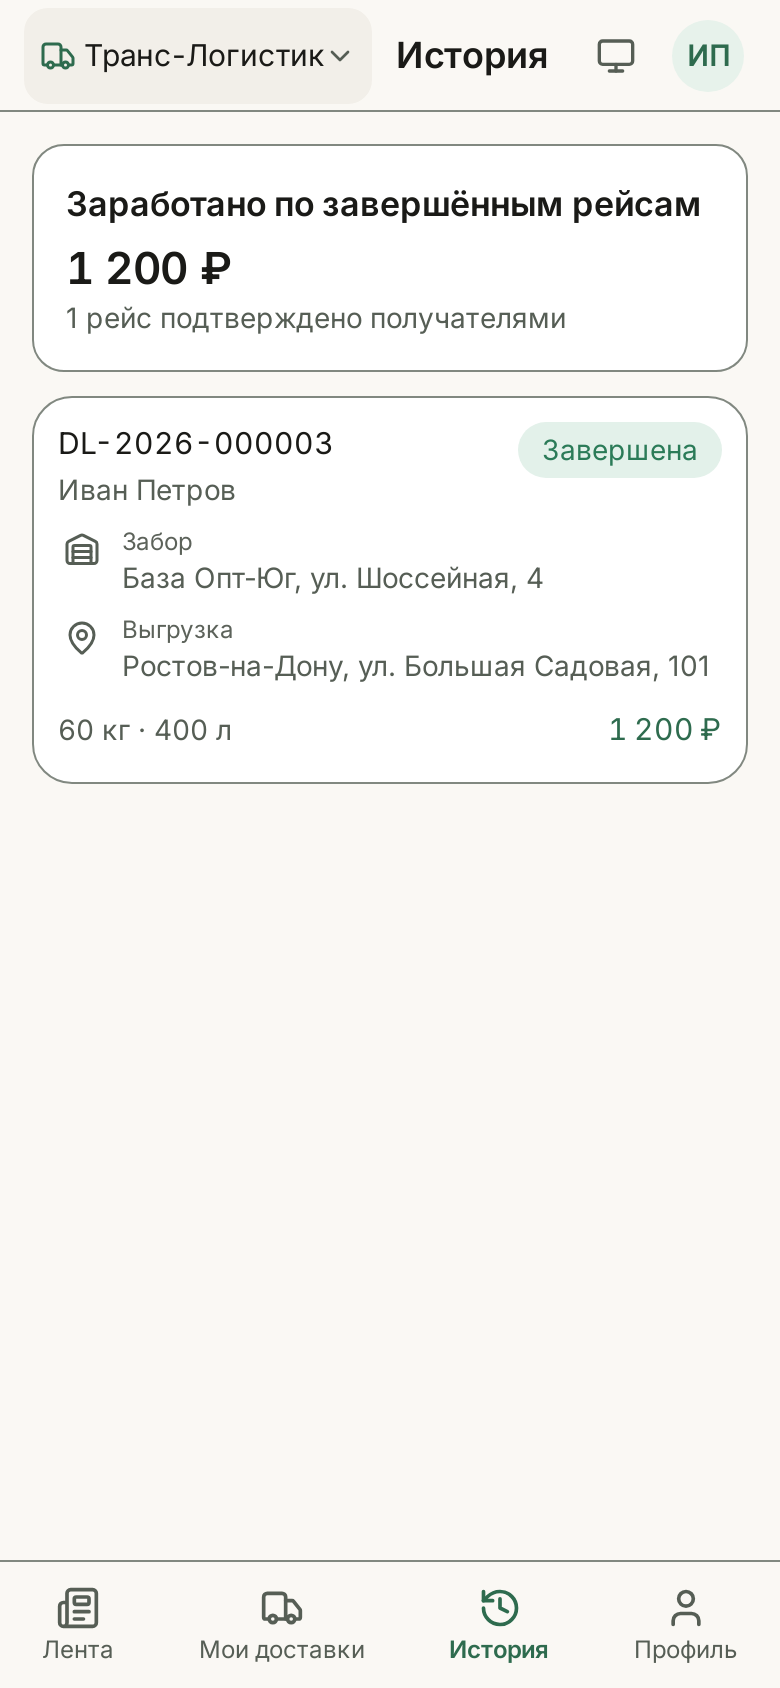 Транс-Логистик
История
ИП
Заработано по завершённым рейсам
1 200 ₽
1 рейс подтверждено получателями
DL-2026-000003
Завершена
Иван Петров
Забор
База Опт-Юг, ул. Шоссейная, 4
Выгрузка
Ростов-на-Дону, ул. Большая Садовая, 101
60 кг · 400 л
1 200 ₽
Лента
Мои доставки
История
Профиль